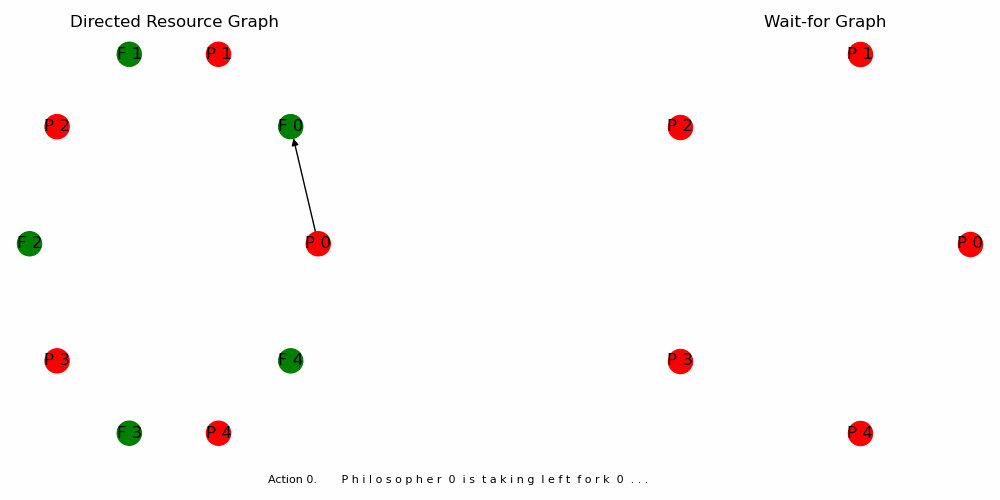 Directed Resource Graph
Wait-for Graph
F 1
P 1
P 1
P 2
F 0
P 2
F 2
P 0
P 0
P 3
F 4
P 3
F 3
P 4
P 4
Action 0. Philosopher 0 is taking left fork 0 ...